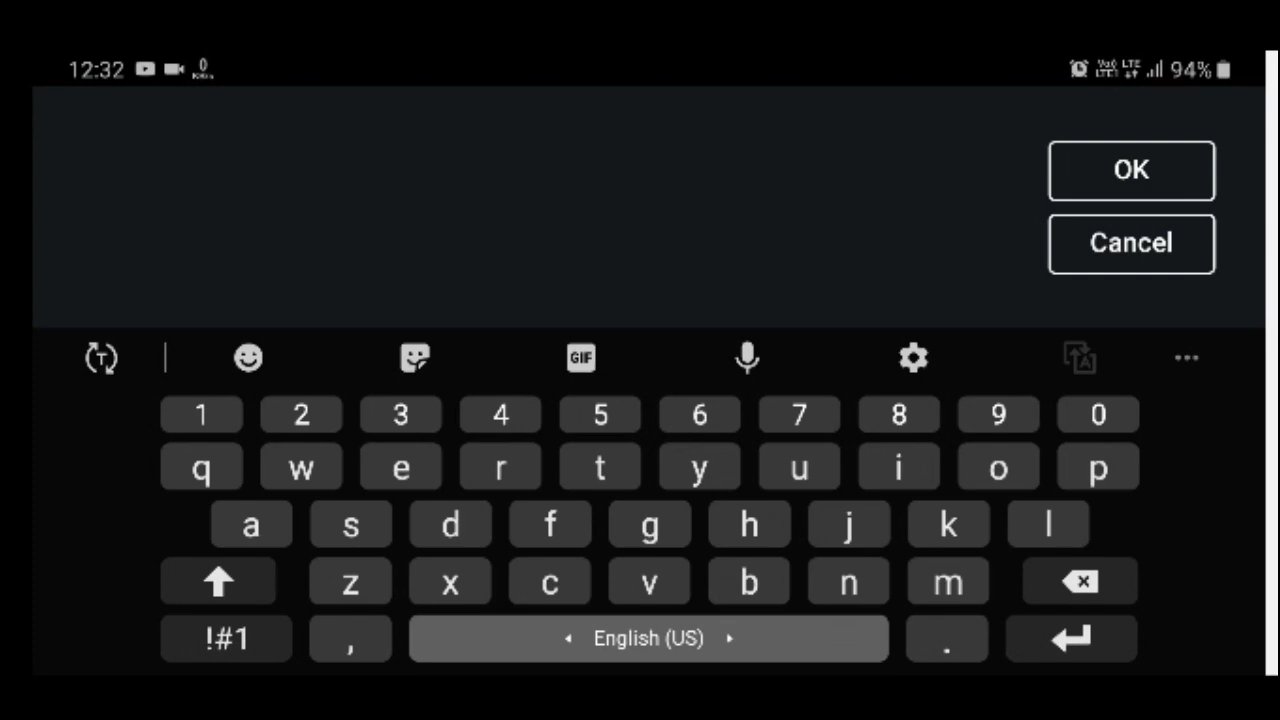 12:32 94%
OK
Cancel
T GIF A
1 2 3 4 5 6 7 8 9 0
q w e r t y u i o p
a s d f g h j k l
z x c v b n m
!#1 , English (US) .